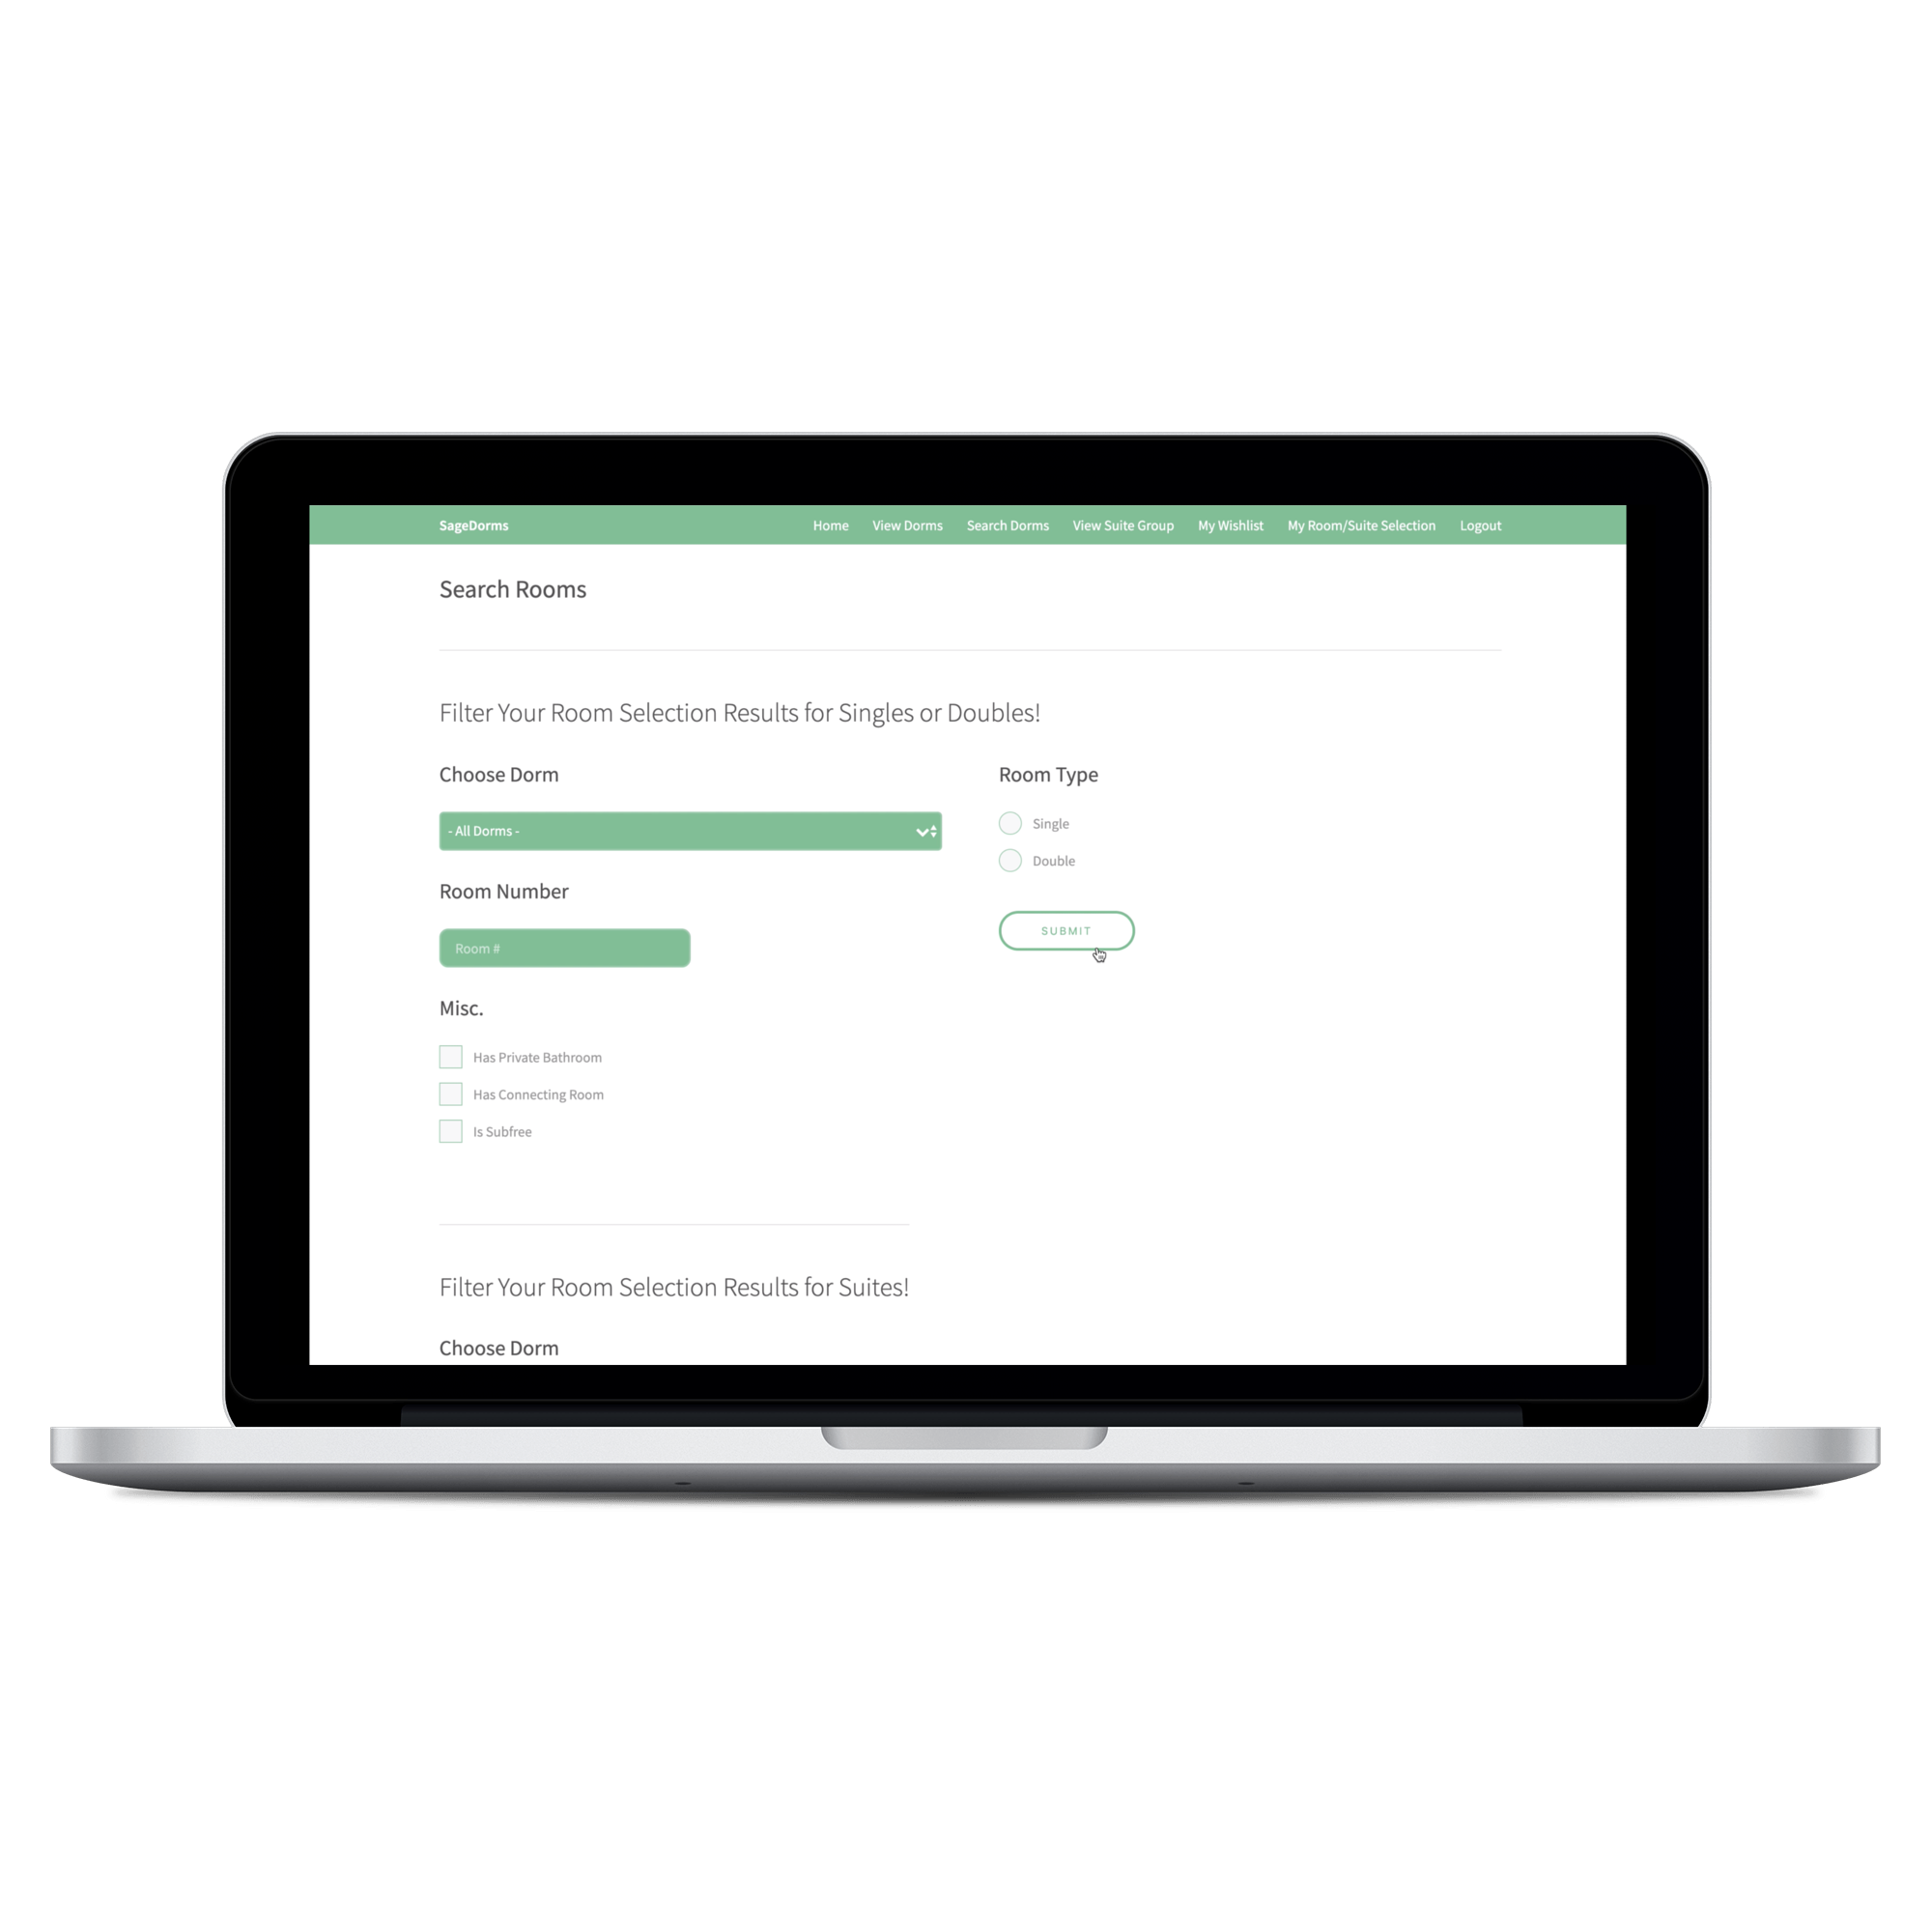 SageDorms Home View Dorms Search Dorms View Suite Group My Wishlist My Room/Suite Selection Logout
Search Rooms
Filter Your Room Selection Results for Singles or Doubles!
Choose Dorm
- All Dorms -
Room Number
Room #
Misc.
Has Private Bathroom
Has Connecting Room
Is Subfree
Room Type
Single
Double
SUBMIT
Filter Your Room Selection Results for Suites!
Choose Dorm